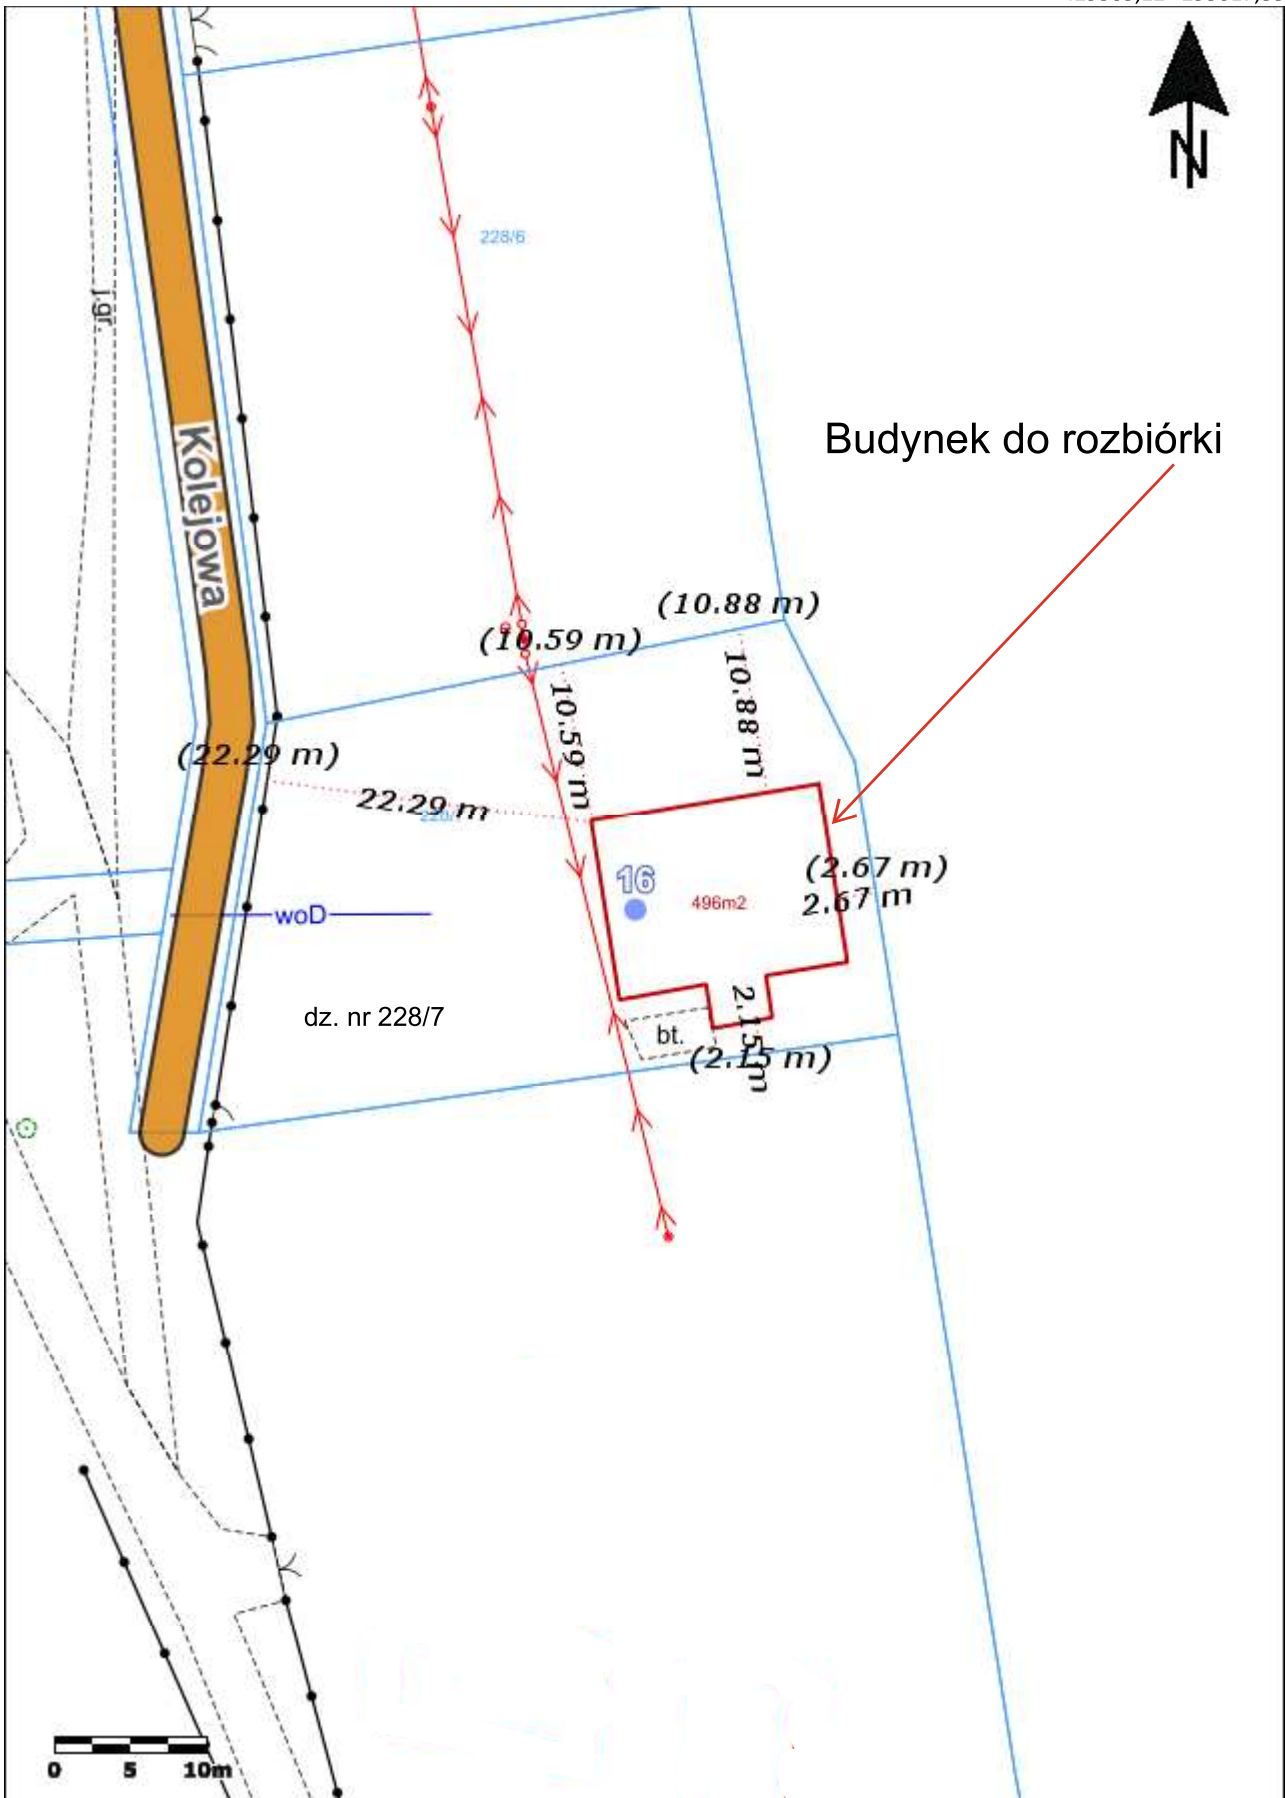 N
228/6
j.gr.
Kolejowa
Budynek do rozbiórki
(10.88 m)
(10.59 m)
10.88 m
10.59 m
(22.29 m)
22.29 m
16
496m2
(2.67 m)
2.67 m
woD
dz. nr 228/7
2.15 m
bt.
(2.15 m)
0 5 10m